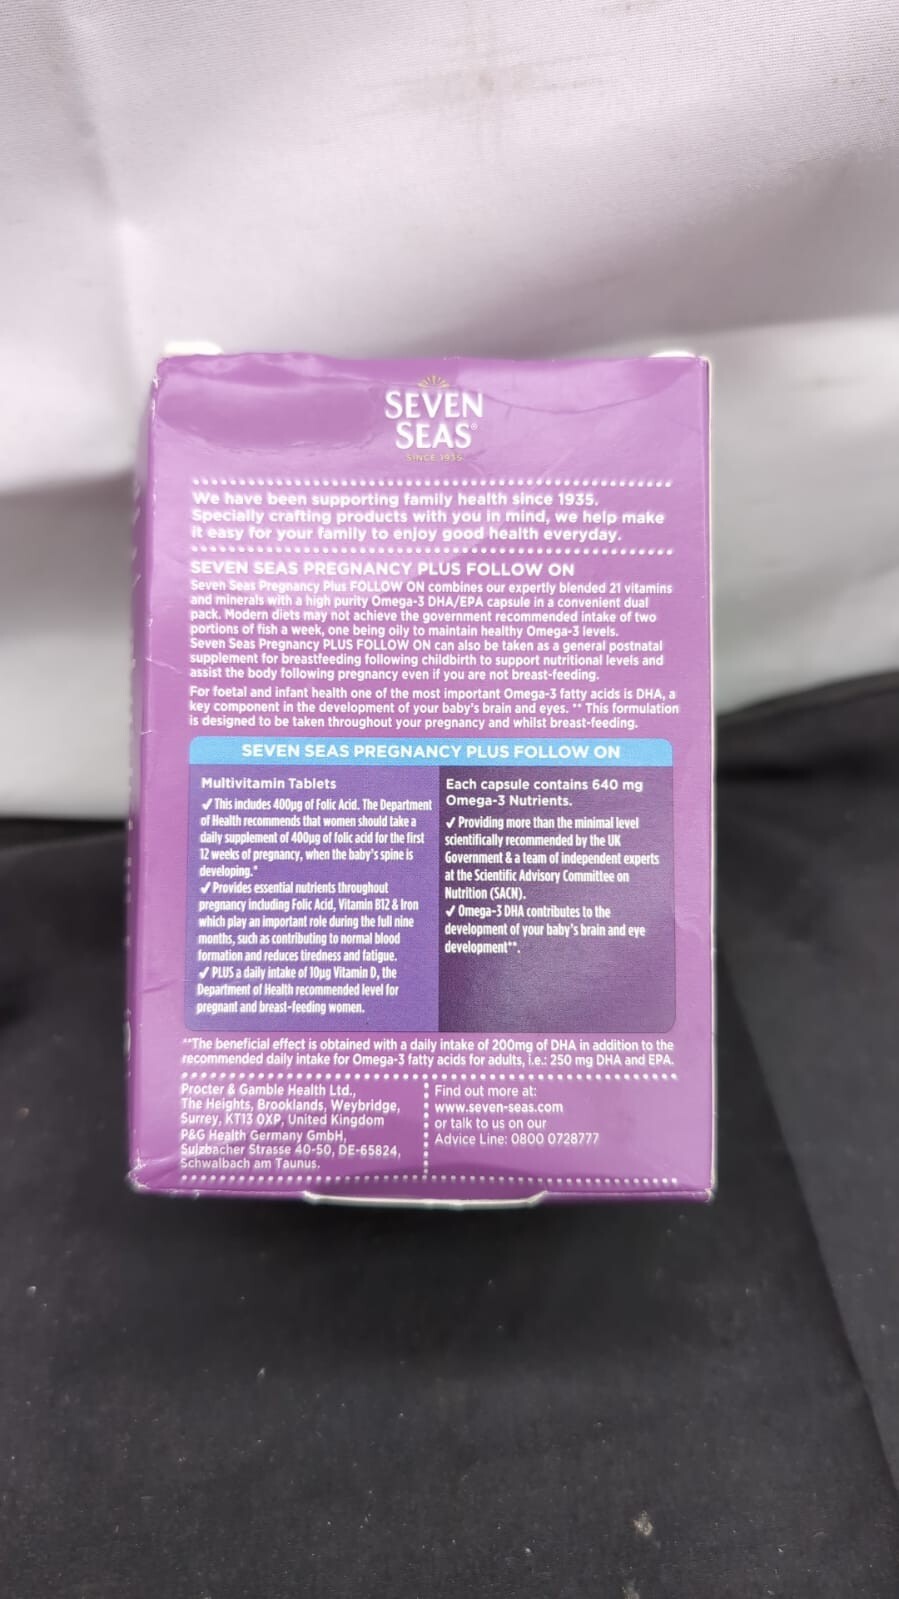 SEVEN
SEAS®
SINCE 1935
We have been supporting family health since 1935.
Specially crafting products with you in mind, we help make
it easy for your family to enjoy good health everyday.
SEVEN SEAS PREGNANCY PLUS FOLLOW ON
Seven Seas Pregnancy Plus FOLLOW ON combines our expertly blended 21 vitamins
and minerals with a high purity Omega-3 DHA/EPA capsule in a convenient dual
pack. Modern diets may not achieve the government recommended intake of two
portions of fish a week, one being oily to maintain healthy Omega-3 levels.
Seven Seas Pregnancy PLUS FOLLOW ON can also be taken as a general postnatal
supplement for breastfeeding following childbirth to support nutritional levels and
assist the body following pregnancy even if you are not breast-feeding.
For foetal and infant health one of the most important Omega-3 fatty acids is DHA, a
key component in the development of your baby's brain and eyes. ** This formulation
is designed to be taken throughout your pregnancy and whilst breast-feeding.
SEVEN SEAS PREGNANCY PLUS FOLLOW ON
Multivitamin Tablets
✓ This includes 400µg of Folic Acid. The Department
of Health recommends that women should take a
daily supplement of 400µg of folic acid for the first
12 weeks of pregnancy, when the baby's spine is
developing.*
✓ Provides essential nutrients throughout
pregnancy including Folic Acid, Vitamin B12 & Iron
which play an important role during the full nine
months, such as contributing to normal blood
formation and reduces tiredness and fatigue.
✓ PLUS a daily intake of 10µg Vitamin D, the
Department of Health recommended level for
pregnant and breast-feeding women.
Each capsule contains 640 mg
Omega-3 Nutrients.
✓ Providing more than the minimal level
scientifically recommended by the UK
Government & a team of independent experts
at the Scientific Advisory Committee on
Nutrition (SACN).
✓ Omega-3 DHA contributes to the
development of your baby's brain and eye
development**.
**The beneficial effect is obtained with a daily intake of 200mg of DHA in addition to the
recommended daily intake for Omega-3 fatty acids for adults, i.e.: 250 mg DHA and EPA.
Procter & Gamble Health Ltd.,
The Heights, Brooklands, Weybridge,
Surrey, KT13 0XP, United Kingdom
P&G Health Germany GmbH,
Sulzbacher Strasse 40-50, DE-65824,
Schwalbach am Taunus.
Find out more at:
www.seven-seas.com
or talk to us on our
Advice Line: 0800 0728777